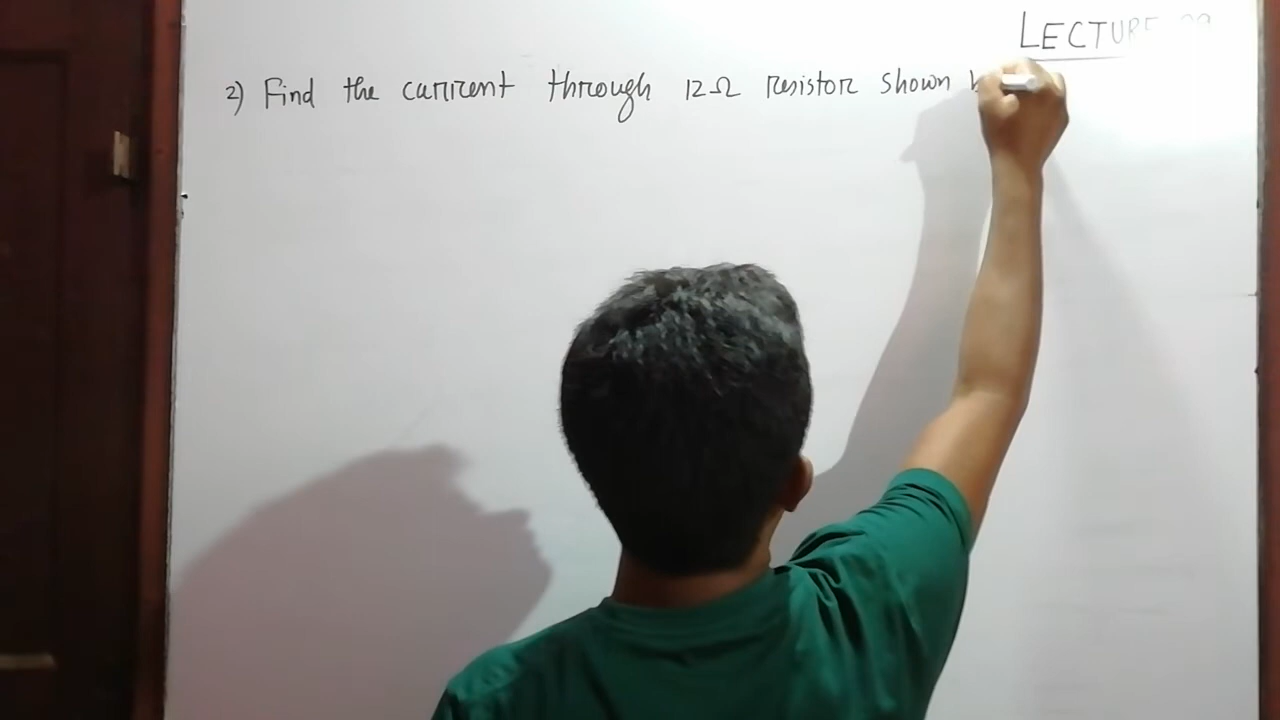 LECTURE
2) Find the current through 12Ω resistor shown